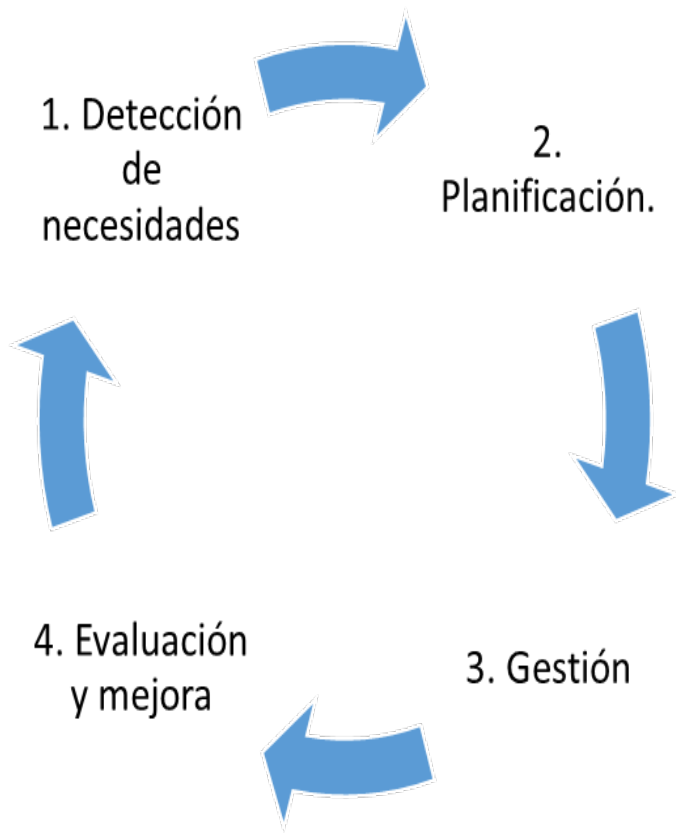 1. Detección
de
necesidades
2.
Planificación.
3. Gestión
4. Evaluación
y mejora